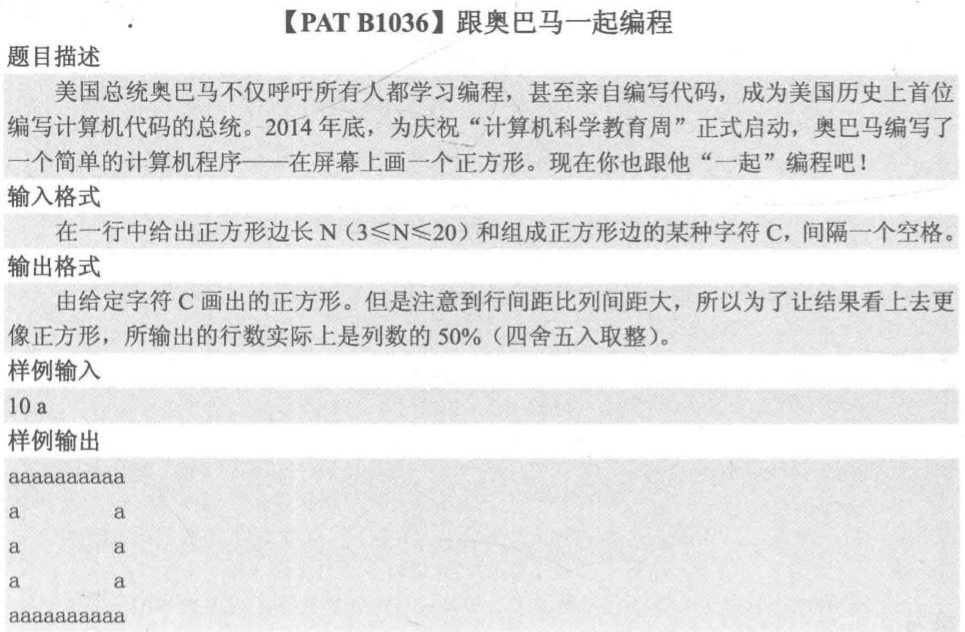 【PAT B1036】跟奥巴马一起编程
题目描述
美国总统奥巴马不仅呼吁所有人都学习编程，甚至亲自编写代码，成为美国历史上首位
编写计算机代码的总统。2014 年底，为庆祝“计算机科学教育周”正式启动，奥巴马编写了
一个简单的计算机程序——在屏幕上画一个正方形。现在你也跟他“一起”编程吧！
输入格式
在一行中给出正方形边长 N（3≤N≤20）和组成正方形边的某种字符 C，间隔一个空格。
输出格式
由给定字符 C 画出的正方形。但是注意到行间距比列间距大，所以为了让结果看上去更
像正方形，所输出的行数实际上是列数的 50%（四舍五入取整）。
样例输入
10 a
样例输出
aaaaaaaaaa
a        a
a        a
a        a
aaaaaaaaaa